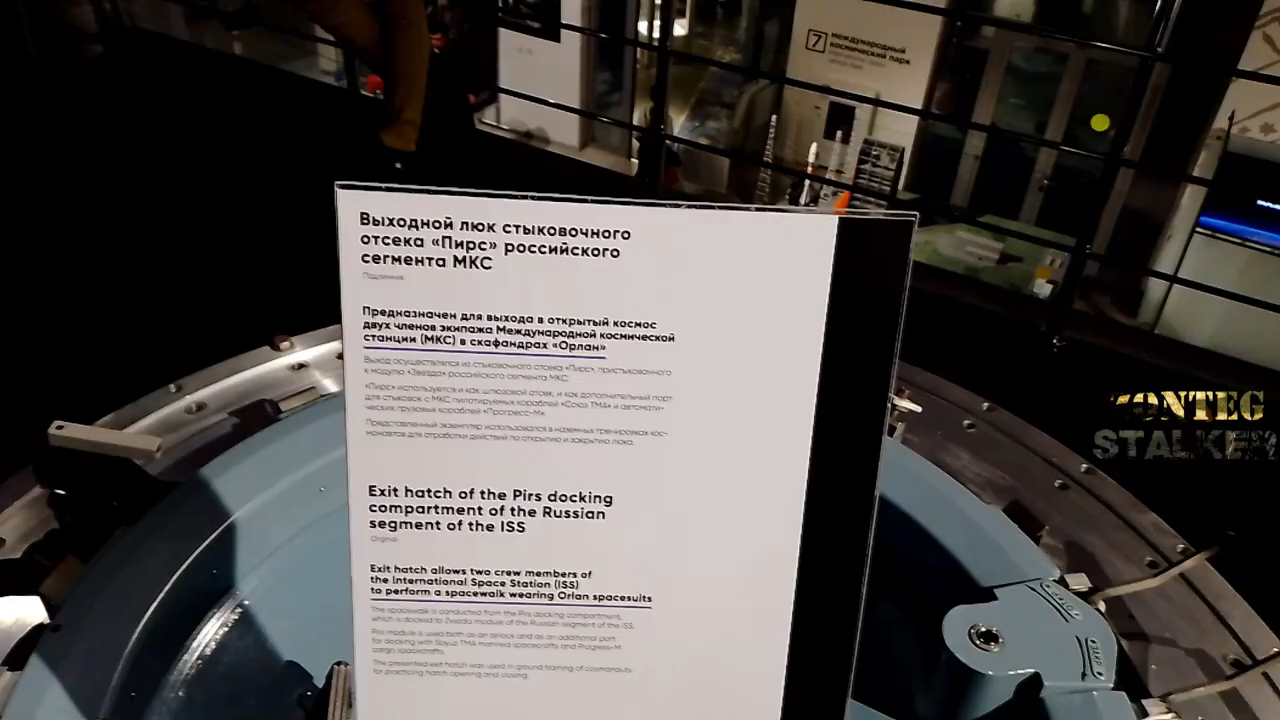 7
международный
космический парк
ZONTEG
STALKER
Выходной люк стыковочного
отсека «Пирс» российского
сегмента МКС
Подлинник
Предназначен для выхода в открытый космос
двух членов экипажа Международной космической
станции (МКС) в скафандрах «Орлан»
Выход осуществлялся из стыковочного отсека «Пирс», пристыкованного
к модулю «Звезда» российского сегмента МКС.
«Пирс» используется и как шлюзовой отсек, и как дополнительный порт
для стыковок с МКС пилотируемых кораблей «Союз ТМА» и автомати-
ческих грузовых кораблей «Прогресс-М».
Представленный экземпляр использовался в наземных тренировках кос-
монавтов для отработки действий по открытию и закрытию люка.
Exit hatch of the Pirs docking
compartment of the Russian
segment of the ISS
Original
Exit hatch allows two crew members of
the International Space Station (ISS)
to perform a spacewalk wearing Orlan spacesuits
The spacewalk is conducted from the Pirs docking compartment,
which is docked to Zvezda module of the Russian segment of the ISS.
Pirs module is used both as an airlock and as an additional port
for docking with Soyuz TMA manned spacecrafts and Progress-M
cargo spacecrafts.
The presented exit hatch was used in ground training of cosmonauts
for practicing hatch opening and closing.